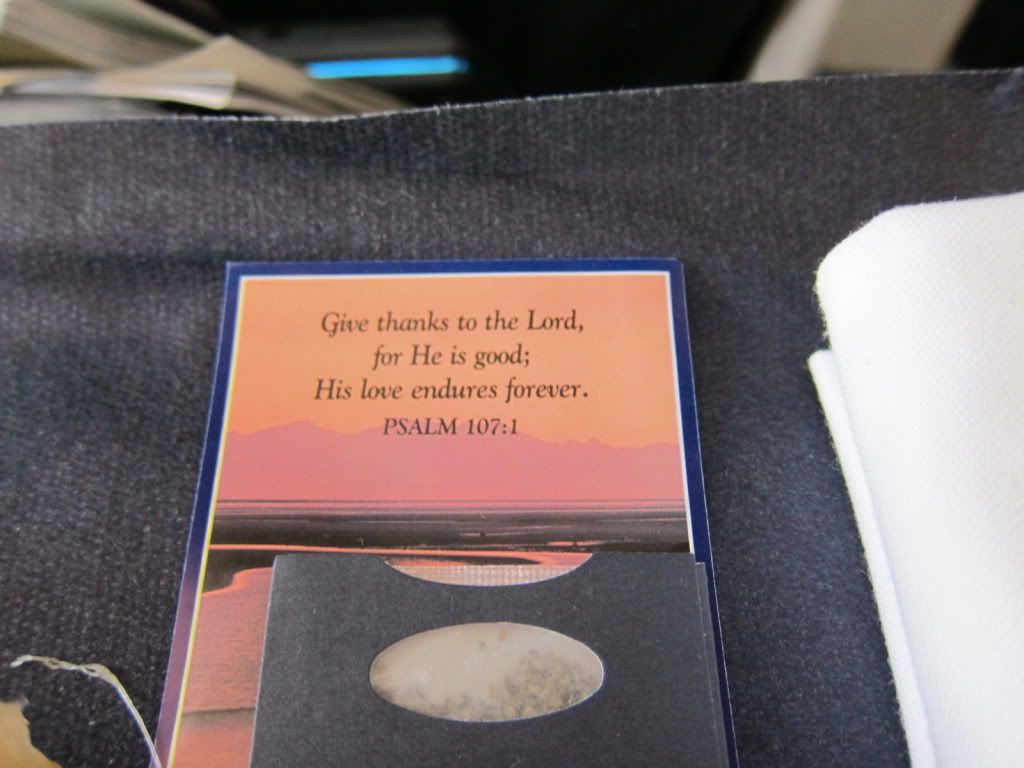 Give thanks to the Lord,
for He is good;
His love endures forever.
PSALM 107:1